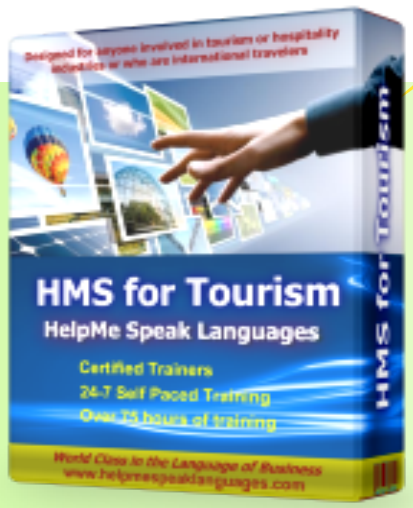 Designed for anyone involved in tourism or hospitality
industries or who are international travelers
HMS for Tourism
HelpMe Speak Languages
Certified Trainers
24-7 Self Paced Training
Over 75 hours of training
World Class in the Language of Business
www.helpmespeaklanguages.com
HMS for Tourism